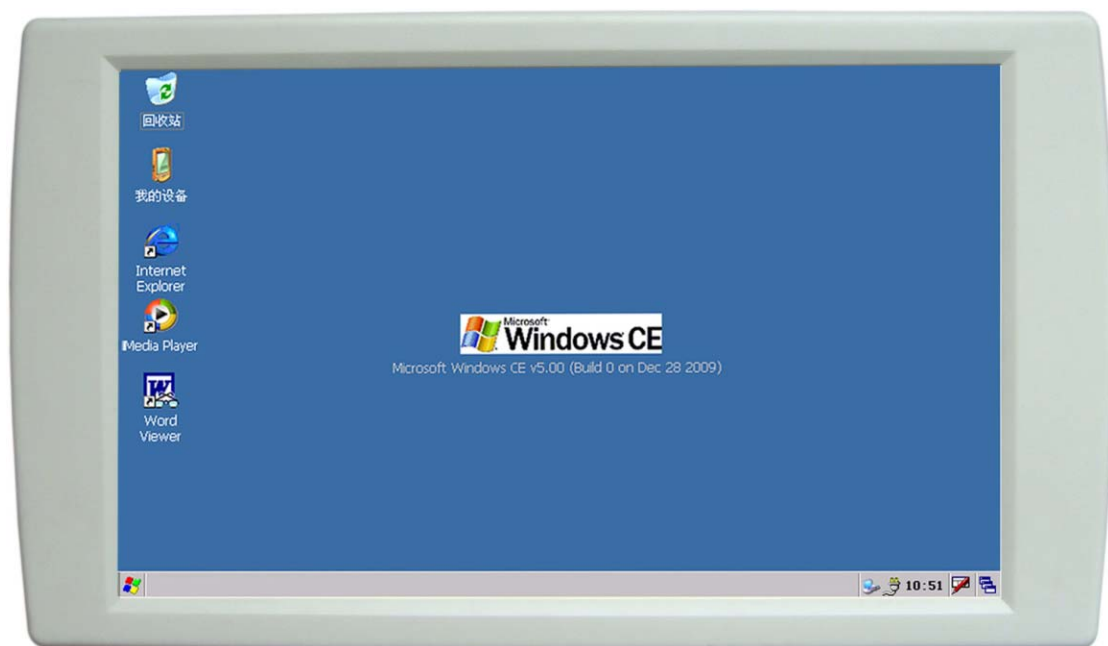 回收站
我的设备
Internet
Explorer
Media Player
Word
Viewer
Microsoft
Windows CE
Microsoft Windows CE v5.00 (Build 0 on Dec 28 2009)
10:51